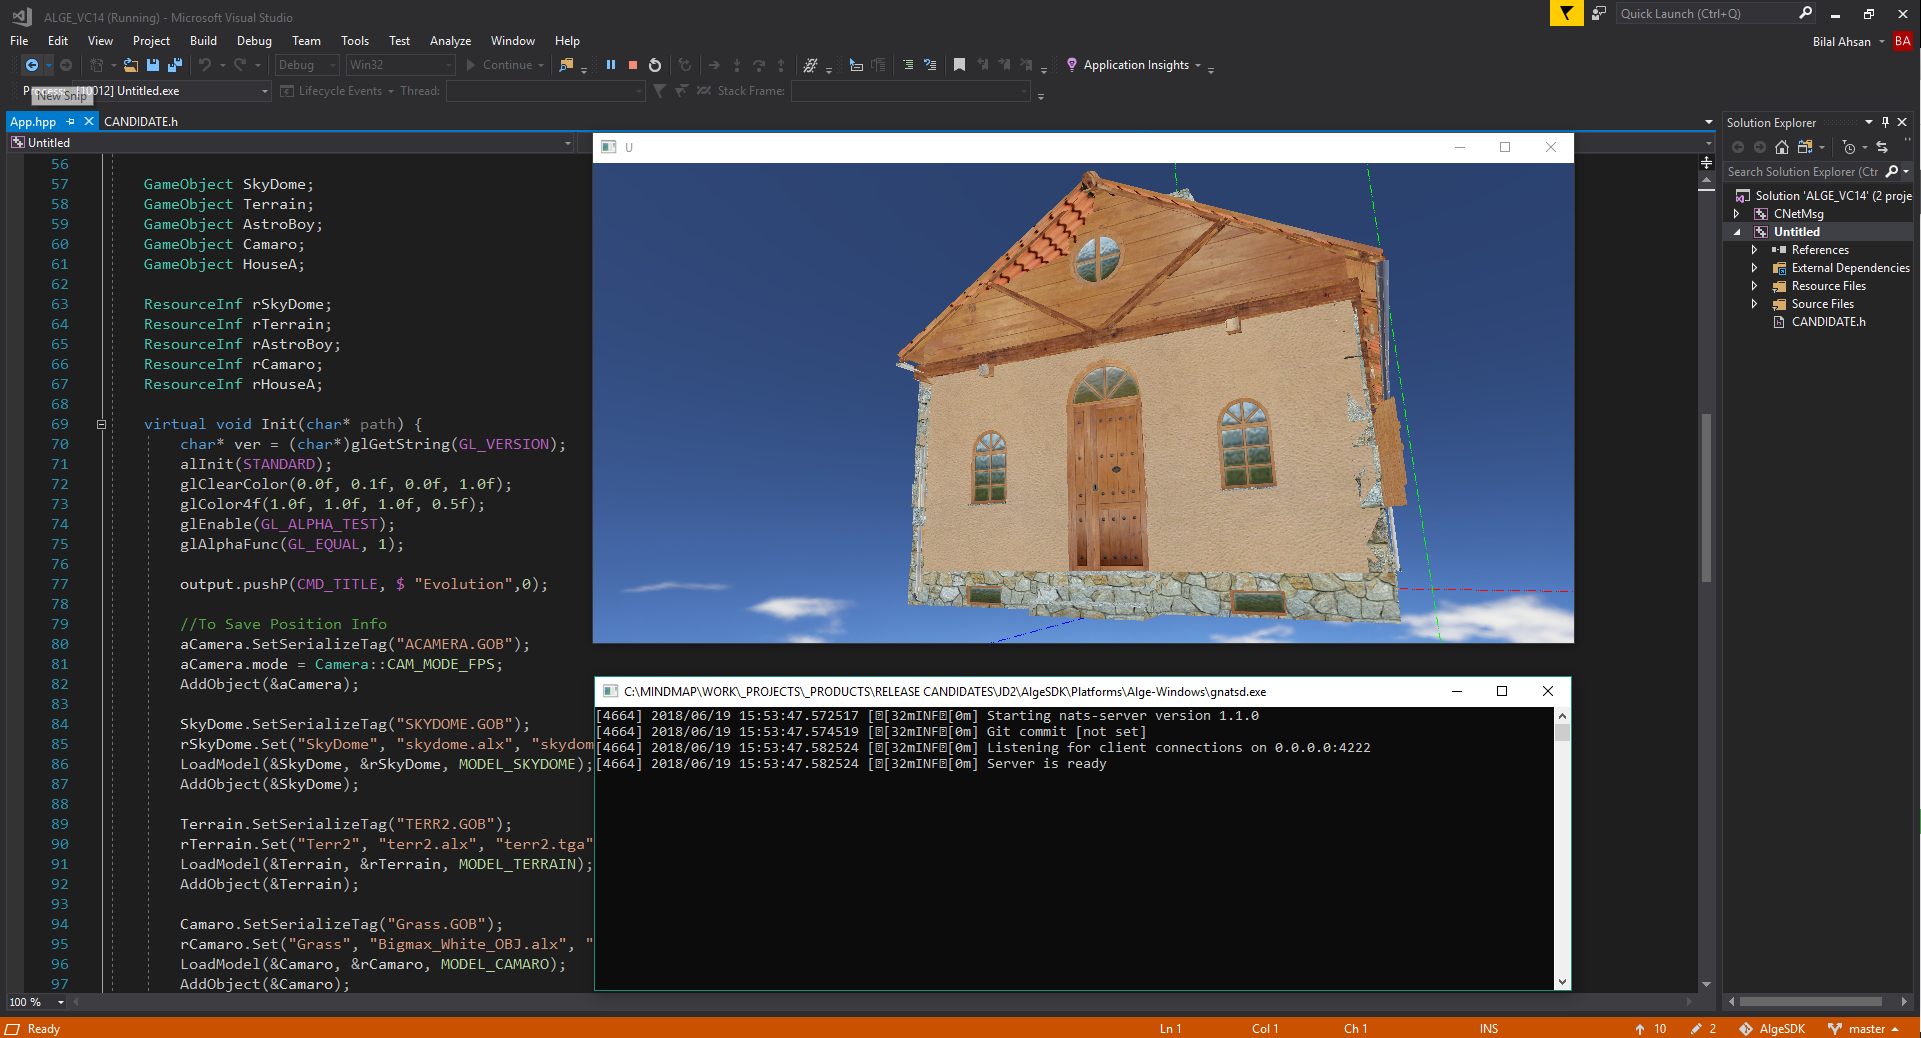 ALGE_VC14 (Running) - Microsoft Visual Studio
Quick Launch (Ctrl+Q)
File Edit View Project Build Debug Team Tools Test Analyze Window Help
Bilal Ahsan BA
Debug Win32 Continue Application Insights
[10012] Untitled.exe Lifecycle Events Thread: Stack Frame:
New Snip
App.hpp CANDIDATE.h
Untitled
56
57 GameObject SkyDome;
58 GameObject Terrain;
59 GameObject AstroBoy;
60 GameObject Camaro;
61 GameObject HouseA;
62
63 ResourceInf rSkyDome;
64 ResourceInf rTerrain;
65 ResourceInf rAstroBoy;
66 ResourceInf rCamaro;
67 ResourceInf rHouseA;
68
69 virtual void Init(char* path) {
70 char* ver = (char*)glGetString(GL_VERSION);
71 alInit(STANDARD);
72 glClearColor(0.0f, 0.1f, 0.0f, 1.0f);
73 glColor4f(1.0f, 1.0f, 1.0f, 0.5f);
74 glEnable(GL_ALPHA_TEST);
75 glAlphaFunc(GL_EQUAL, 1);
76
77 output.pushP(CMD_TITLE, $ "Evolution",0);
78
79 //To Save Position Info
80 aCamera.SetSerializeTag("ACAMERA.GOB");
81 aCamera.mode = Camera::CAM_MODE_FPS;
82 AddObject(&aCamera);
83
84 SkyDome.SetSerializeTag("SKYDOME.GOB");
85 rSkyDome.Set("SkyDome", "skydome.alx", "skydom
86 LoadModel(&SkyDome, &rSkyDome, MODEL_SKYDOME);
87 AddObject(&SkyDome);
88
89 Terrain.SetSerializeTag("TERR2.GOB");
90 rTerrain.Set("Terr2", "terr2.alx", "terr2.tga"
91 LoadModel(&Terrain, &rTerrain, MODEL_TERRAIN);
92 AddObject(&Terrain);
93
94 Camaro.SetSerializeTag("Grass.GOB");
95 rCamaro.Set("Grass", "Bigmax_White_OBJ.alx", "
96 LoadModel(&Camaro, &rCamaro, MODEL_CAMARO);
97 AddObject(&Camaro);
100 %
U
C:\MINDMAP\WORK\_PROJECTS\_PRODUCTS\RELEASE CANDIDATES\JD2\AlgeSDK\Platforms\Alge-Windows\gnatsd.exe
[4664] 2018/06/19 15:53:47.572517 [⍰[32mINF⍰[0m] Starting nats-server version 1.1.0
[4664] 2018/06/19 15:53:47.574519 [⍰[32mINF⍰[0m] Git commit [not set]
[4664] 2018/06/19 15:53:47.582524 [⍰[32mINF⍰[0m] Listening for client connections on 0.0.0.0:4222
[4664] 2018/06/19 15:53:47.582524 [⍰[32mINF⍰[0m] Server is ready
Solution Explorer
Search Solution Explorer (Ctr
Solution 'ALGE_VC14' (2 proje
CNetMsg
Untitled
References
External Dependencies
Resource Files
Source Files
CANDIDATE.h
Ready Ln 1 Col 1 Ch 1 INS 10 2 AlgeSDK master